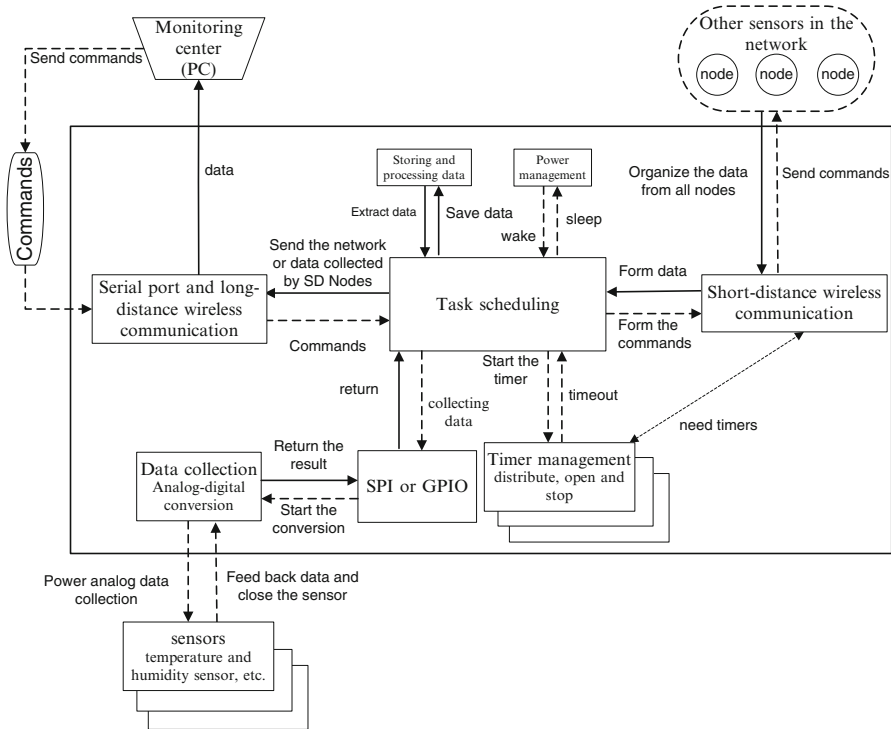 Monitoring
center
(PC)
Send commands
Other sensors in the
network
node
node
node
Commands
data
Storing and
processing data
Power
management
Organize the data
from all nodes
Send commands
Extract data
Save data
wake
sleep
Send the network
or data collected
by SD Nodes
Form data
Serial port and long-
distance wireless
communication
Task scheduling
Short-distance wireless
communication
Commands
Form the
commands
return
collecting
data
Start the
timer
timeout
need timers
Data collection
Analog-digital
conversion
Return the
result
Start the
conversion
SPI or GPIO
Timer management
distribute, open and
stop
Power analog data
collection
Feed back data and
close the sensor
sensors
temperature and
humidity sensor, etc.